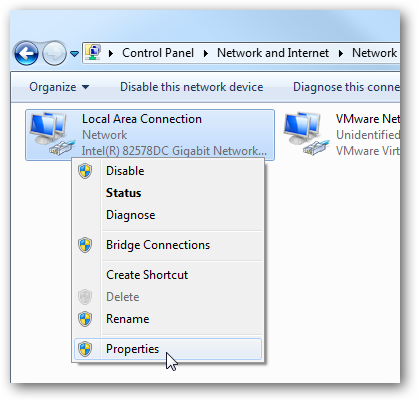 Control Panel Network and Internet Network
Organize Disable this network device Diagnose this conne
Local Area Connection
Network
Intel(R) 82578DC Gigabit Network...
VMware Net
Unidentified
VMware Virt
Disable
Status
Diagnose
Bridge Connections
Create Shortcut
Delete
Rename
Properties